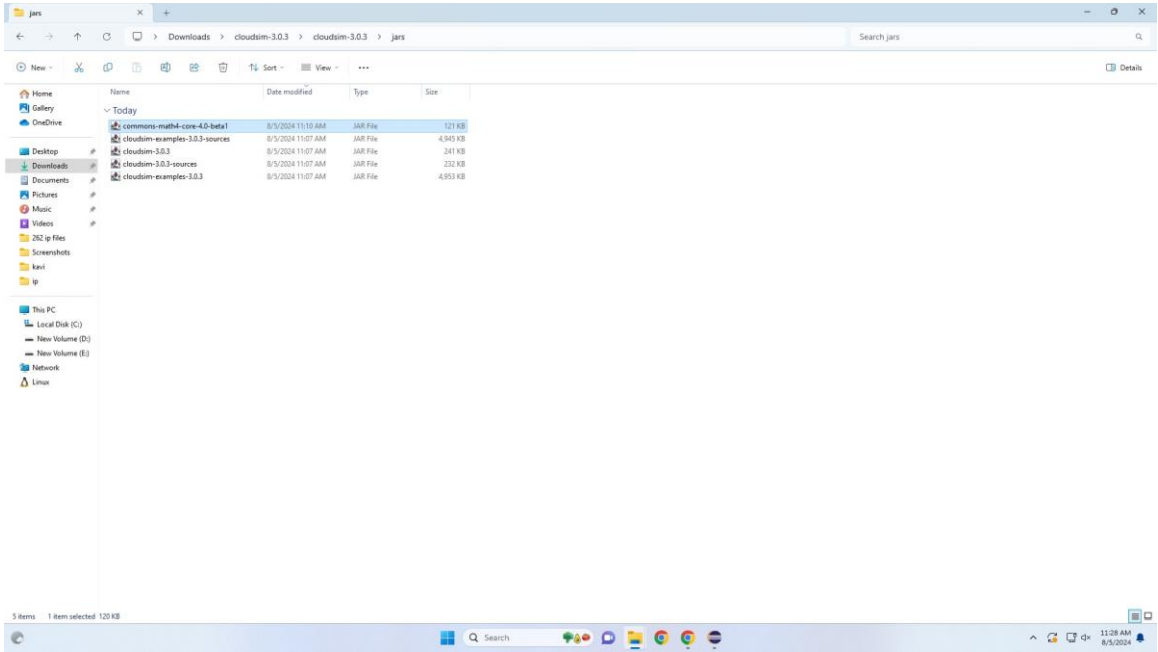 jars
Downloads > cloudsim-3.0.3 > cloudsim-3.0.3 > jars
Search jars
New
Sort
View
Details
Home
Gallery
OneDrive
Desktop
Downloads
Documents
Pictures
Music
Videos
262 ip files
Screenshots
kavi
ip
This PC
Local Disk (C:)
New Volume (D:)
New Volume (E:)
Network
Linux
Name Date modified Type Size
Today
commons-math4-core-4.0-beta1 8/5/2024 11:10 AM JAR File 121 KB
cloudsim-examples-3.0.3-sources 8/5/2024 11:07 AM JAR File 4,945 KB
cloudsim-3.0.3 8/5/2024 11:07 AM JAR File 241 KB
cloudsim-3.0.3-sources 8/5/2024 11:07 AM JAR File 232 KB
cloudsim-examples-3.0.3 8/5/2024 11:07 AM JAR File 4,953 KB
5 items 1 item selected 120 KB
Search
11:28 AM
8/5/2024